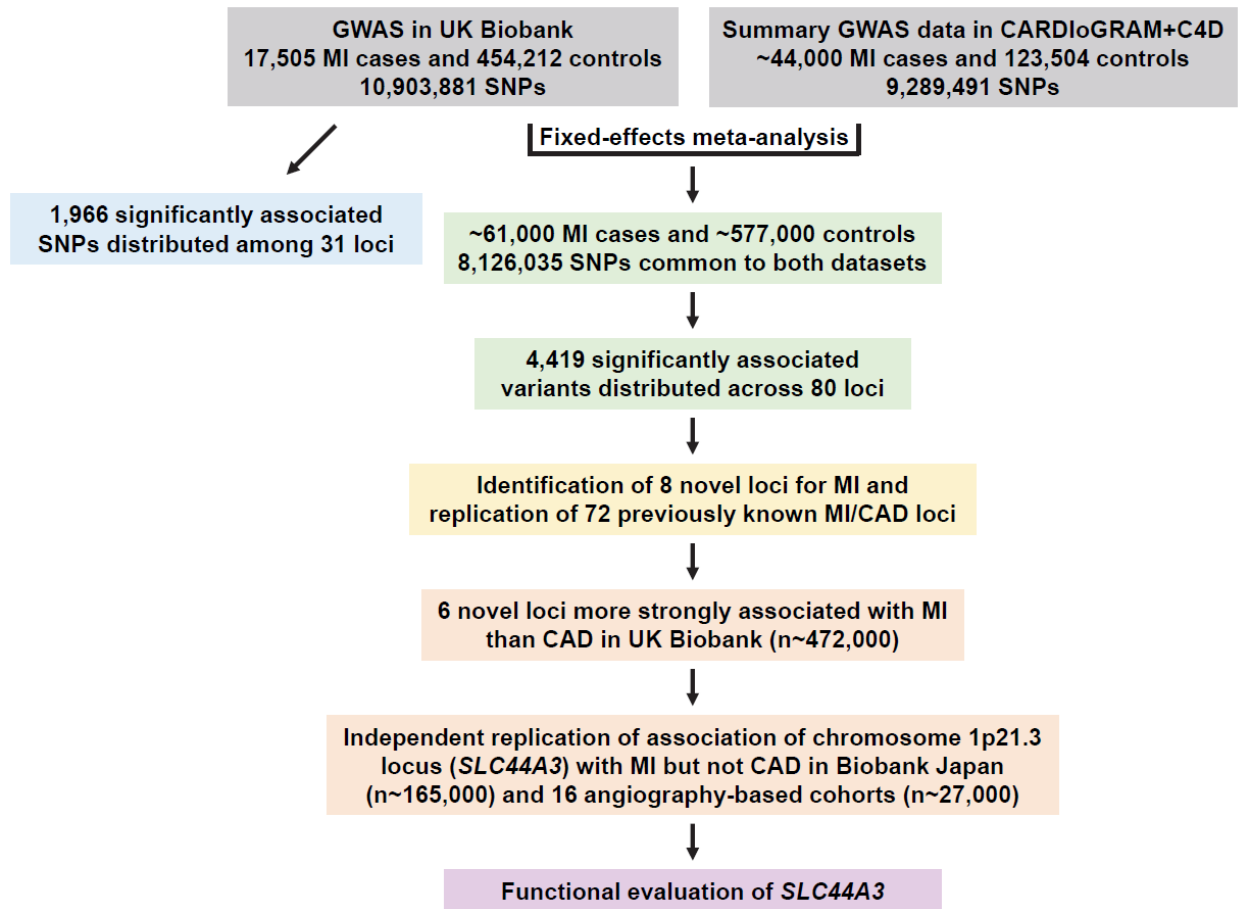 GWAS in UK Biobank
17,505 MI cases and 454,212 controls
10,903,881 SNPs
Summary GWAS data in CARDIoGRAM+C4D
~44,000 MI cases and 123,504 controls
9,289,491 SNPs
Fixed-effects meta-analysis
1,966 significantly associated
SNPs distributed among 31 loci
~61,000 MI cases and ~577,000 controls
8,126,035 SNPs common to both datasets
4,419 significantly associated
variants distributed across 80 loci
Identification of 8 novel loci for MI and
replication of 72 previously known MI/CAD loci
6 novel loci more strongly associated with MI
than CAD in UK Biobank (n~472,000)
Independent replication of association of chromosome 1p21.3
locus (SLC44A3) with MI but not CAD in Biobank Japan
(n~165,000) and 16 angiography-based cohorts (n~27,000)
Functional evaluation of SLC44A3